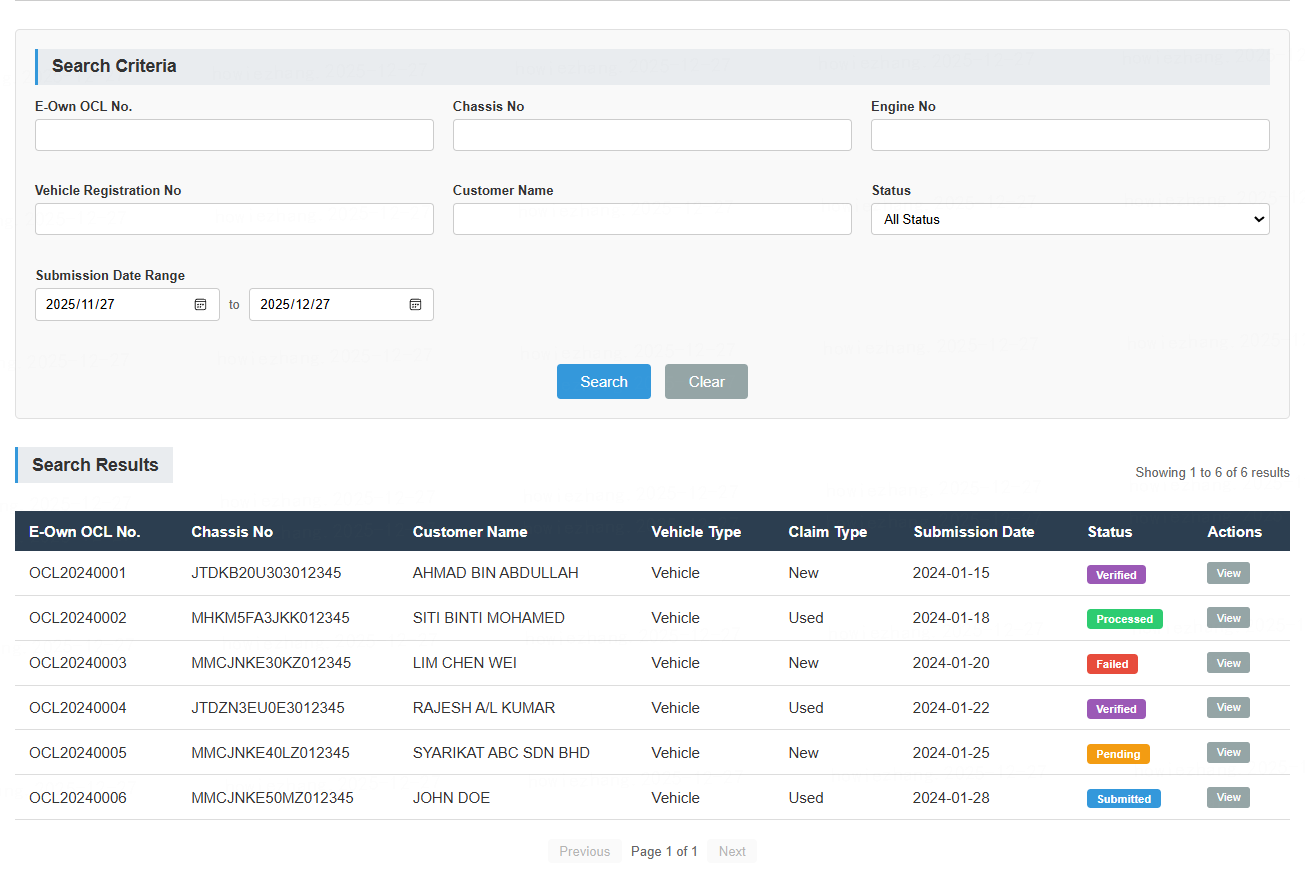 Search Criteria
E-Own OCL No. Chassis No Engine No
Vehicle Registration No Customer Name Status
All Status
Submission Date Range
2025/11/27 to 2025/12/27
Search Clear
Search Results
Showing 1 to 6 of 6 results
E-Own OCL No. Chassis No Customer Name Vehicle Type Claim Type Submission Date Status Actions
OCL20240001 JTDKB20U303012345 AHMAD BIN ABDULLAH Vehicle New 2024-01-15 Verified View
OCL20240002 MHKM5FA3JKK012345 SITI BINTI MOHAMED Vehicle Used 2024-01-18 Processed View
OCL20240003 MMCJNKE30KZ012345 LIM CHEN WEI Vehicle New 2024-01-20 Failed View
OCL20240004 JTDZN3EU0E3012345 RAJESH A/L KUMAR Vehicle Used 2024-01-22 Verified View
OCL20240005 MMCJNKE40LZ012345 SYARIKAT ABC SDN BHD Vehicle New 2024-01-25 Pending View
OCL20240006 MMCJNKE50MZ012345 JOHN DOE Vehicle Used 2024-01-28 Submitted View
Previous Page 1 of 1 Next